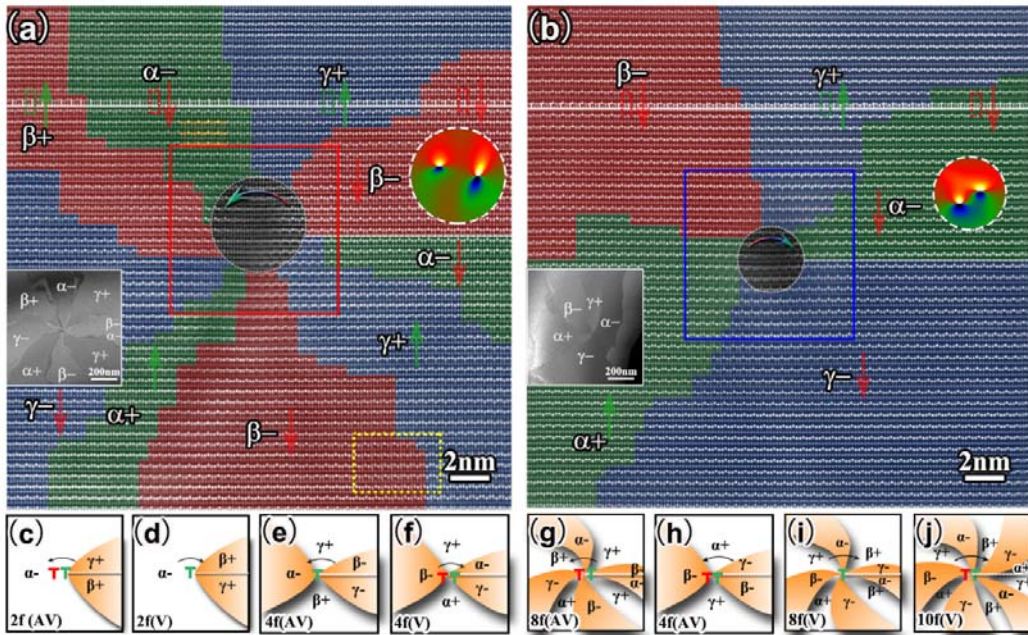 (a)
α−
γ+
β+
β−
α−
α−
β+
γ+
γ−
β−
α−
α+
γ+
β−
200nm
γ+
γ−
α+
β−
2nm
(b)
β−
γ+
α−
γ+
β−
α−
α+
γ−
200nm
γ−
α+
2nm
(c)
γ+
α-
T T
β+
2f(AV)
(d)
β+
α-
T
γ+
2f(V)
(e)
γ+
α-
T
β-
γ-
β+
4f(AV)
(f)
γ+
β-
T T
α-
γ-
α+
4f(V)
(g)
α-
γ+
β+
γ-
T T
β-
α-
α+
β-
γ+
8f(AV)
(h)
α+
β-
T T
γ-
α-
γ+
4f(AV)
(i)
α-
γ+
β+
β-
T
γ-
α-
α+
γ-
β+
8f(V)
(j)
α-
γ+
β+
γ-
β-
T T
α+
α-
α+
γ-
β+
γ+
10f(V)